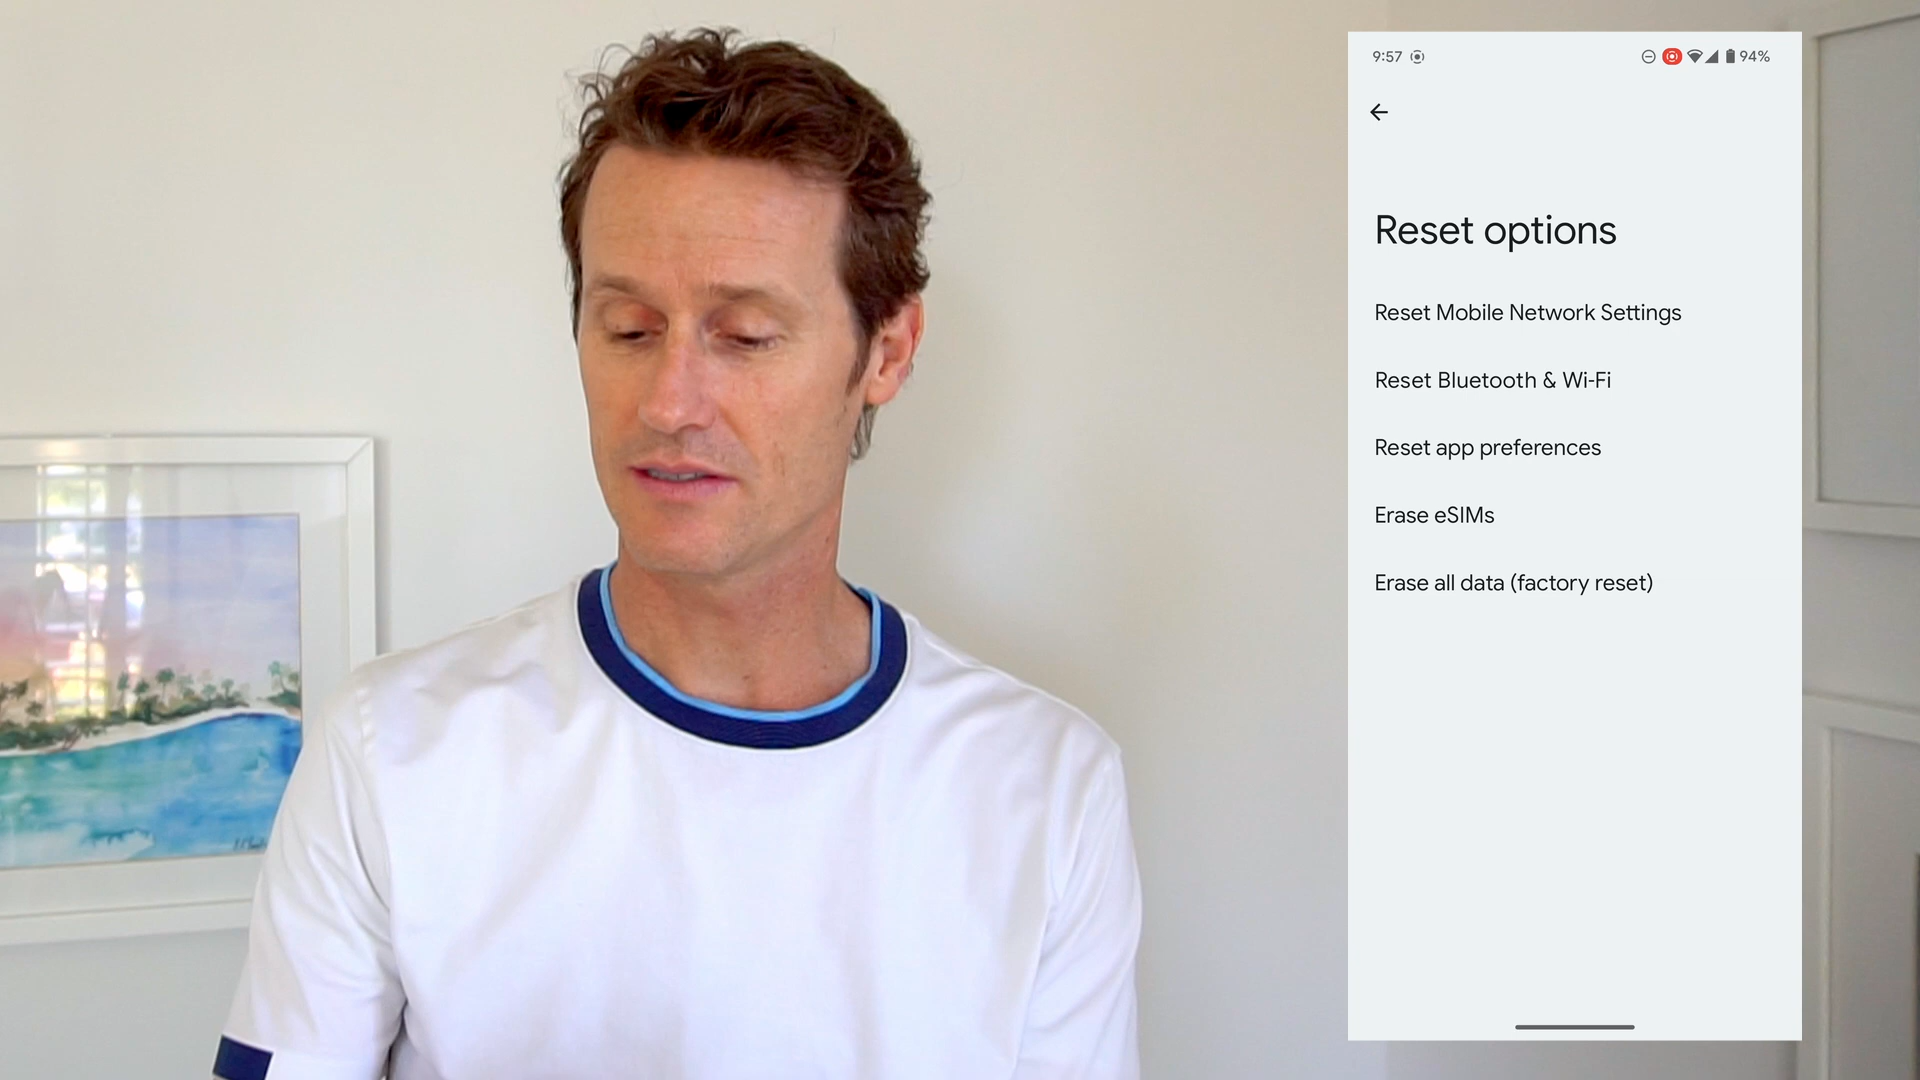 9:57 94%
Reset options
Reset Mobile Network Settings
Reset Bluetooth & Wi-Fi
Reset app preferences
Erase eSIMs
Erase all data (factory reset)